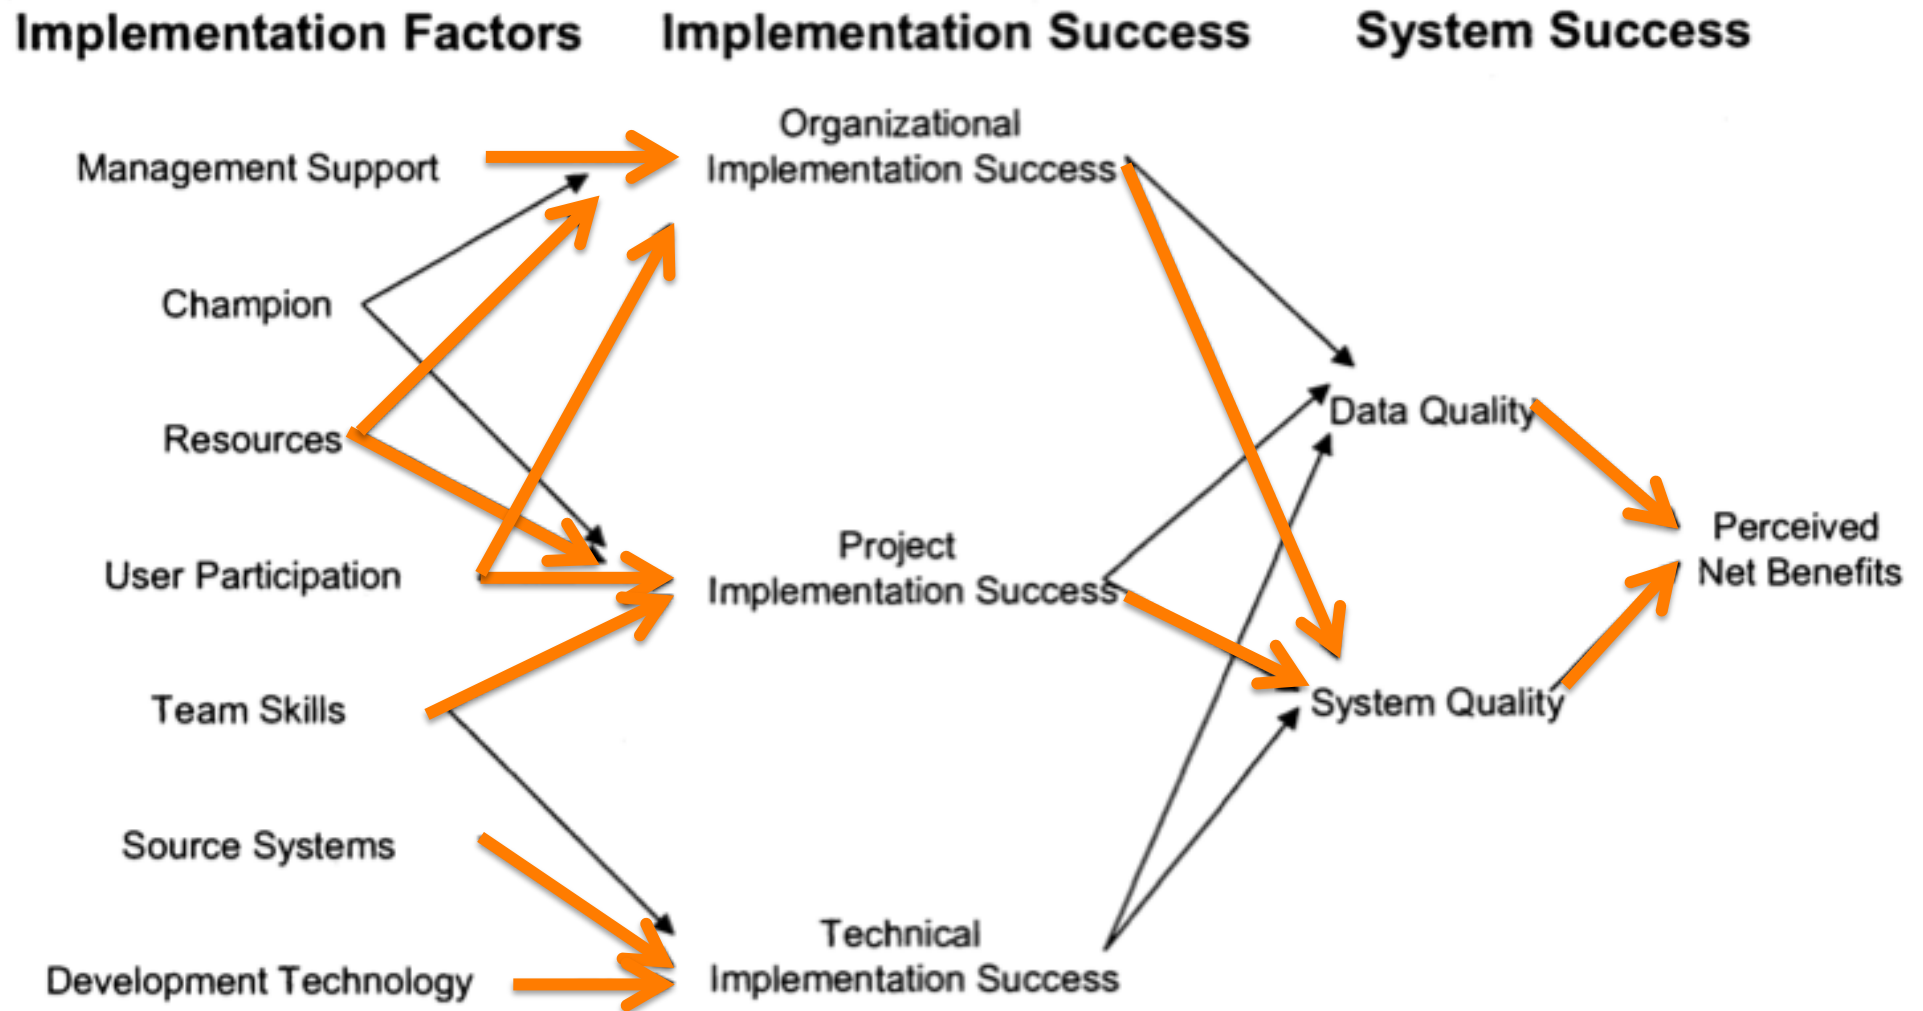 Implementation Factors
Implementation Success
System Success
Management Support
Champion
Resources
User Participation
Team Skills
Source Systems
Development Technology
Organizational
Implementation Success
Project
Implementation Success
Technical
Implementation Success
Data Quality
System Quality
Perceived
Net Benefits